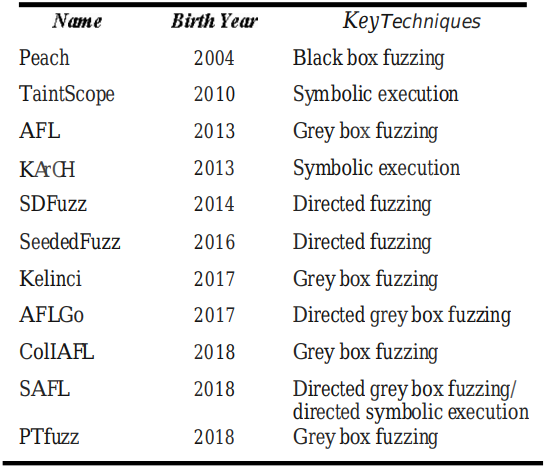 Name Birth Year Key Techniques
Peach 2004 Black box fuzzing
TaintScope 2010 Symbolic execution
AFL 2013 Grey box fuzzing
KArCH 2013 Symbolic execution
SDFuzz 2014 Directed fuzzing
SeededFuzz 2016 Directed fuzzing
Kelinci 2017 Grey box fuzzing
AFLGo 2017 Directed grey box fuzzing
CollAFL 2018 Grey box fuzzing
SAFL 2018 Directed grey box fuzzing/
directed symbolic execution
PTfuzz 2018 Grey box fuzzing